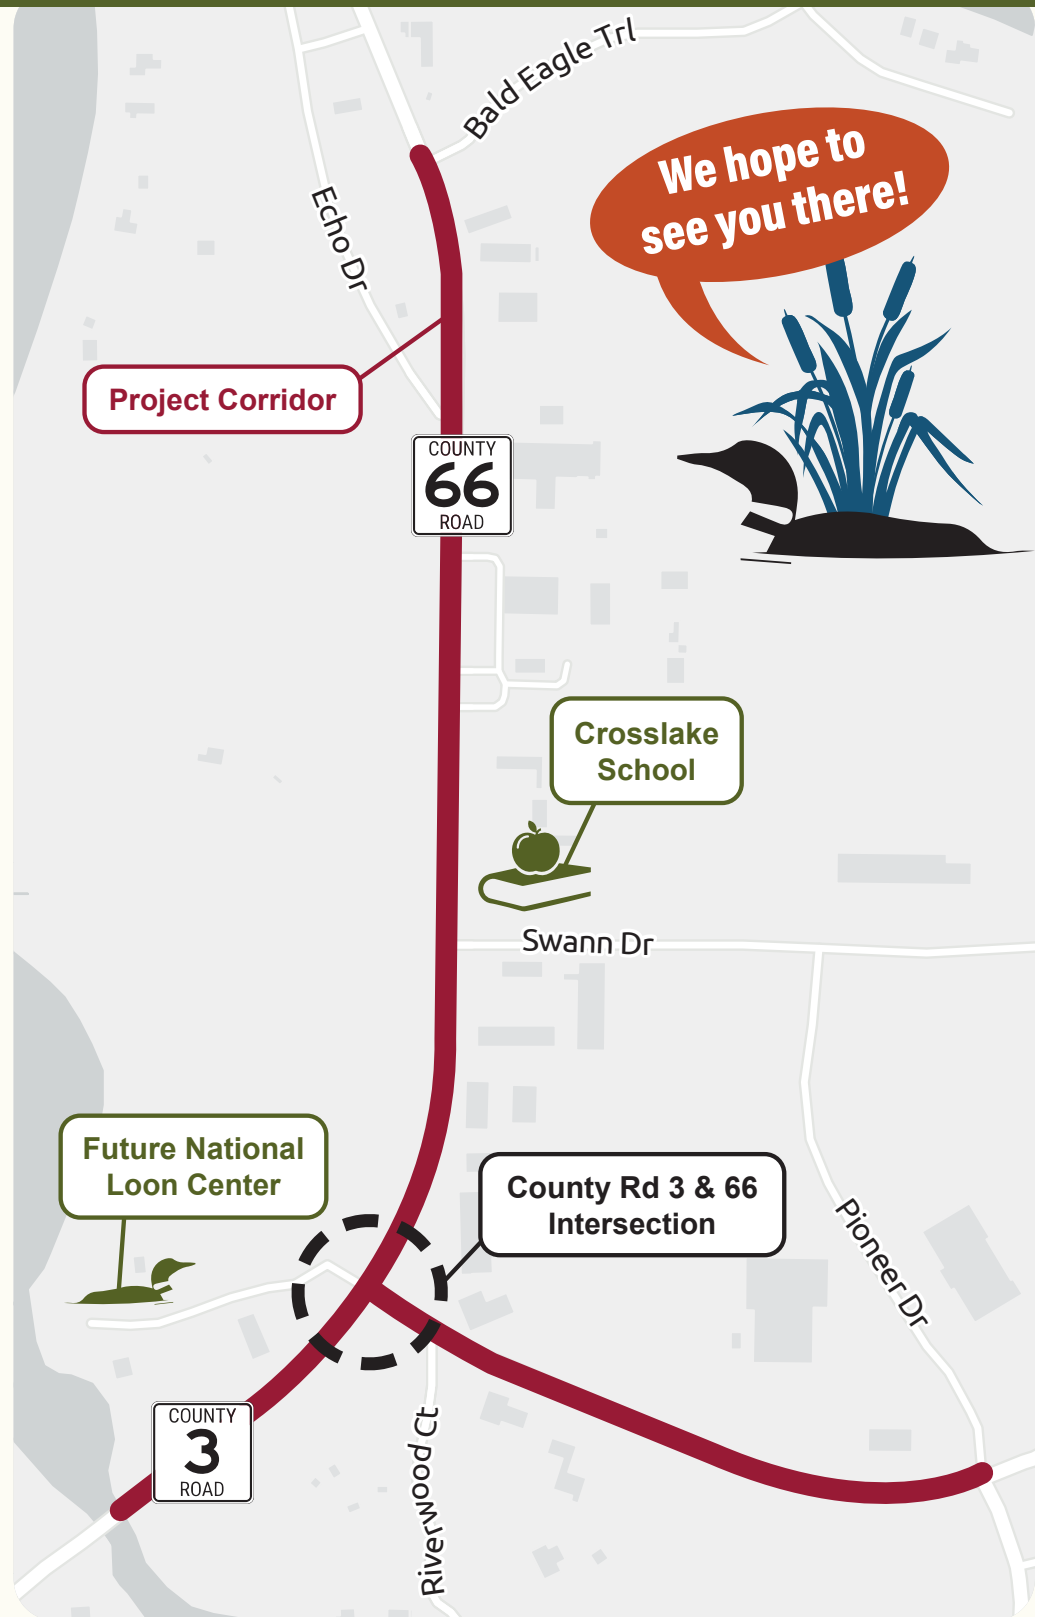 Bald Eagle Trl
We hope to
see you there!
Echo Dr
Project Corridor
COUNTY
66
ROAD
Crosslake
School
Swann Dr
Future National
Loon Center
County Rd 3 & 66
Intersection
Pioneer Dr
COUNTY
3
ROAD
Riverwood Ct